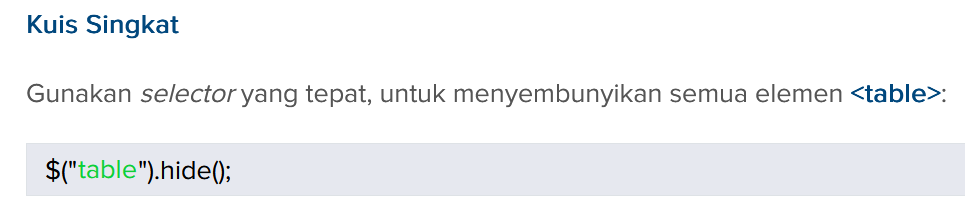 Kuis Singkat
Gunakan selector yang tepat, untuk menyembunyikan semua elemen <table>:
$("table").hide();